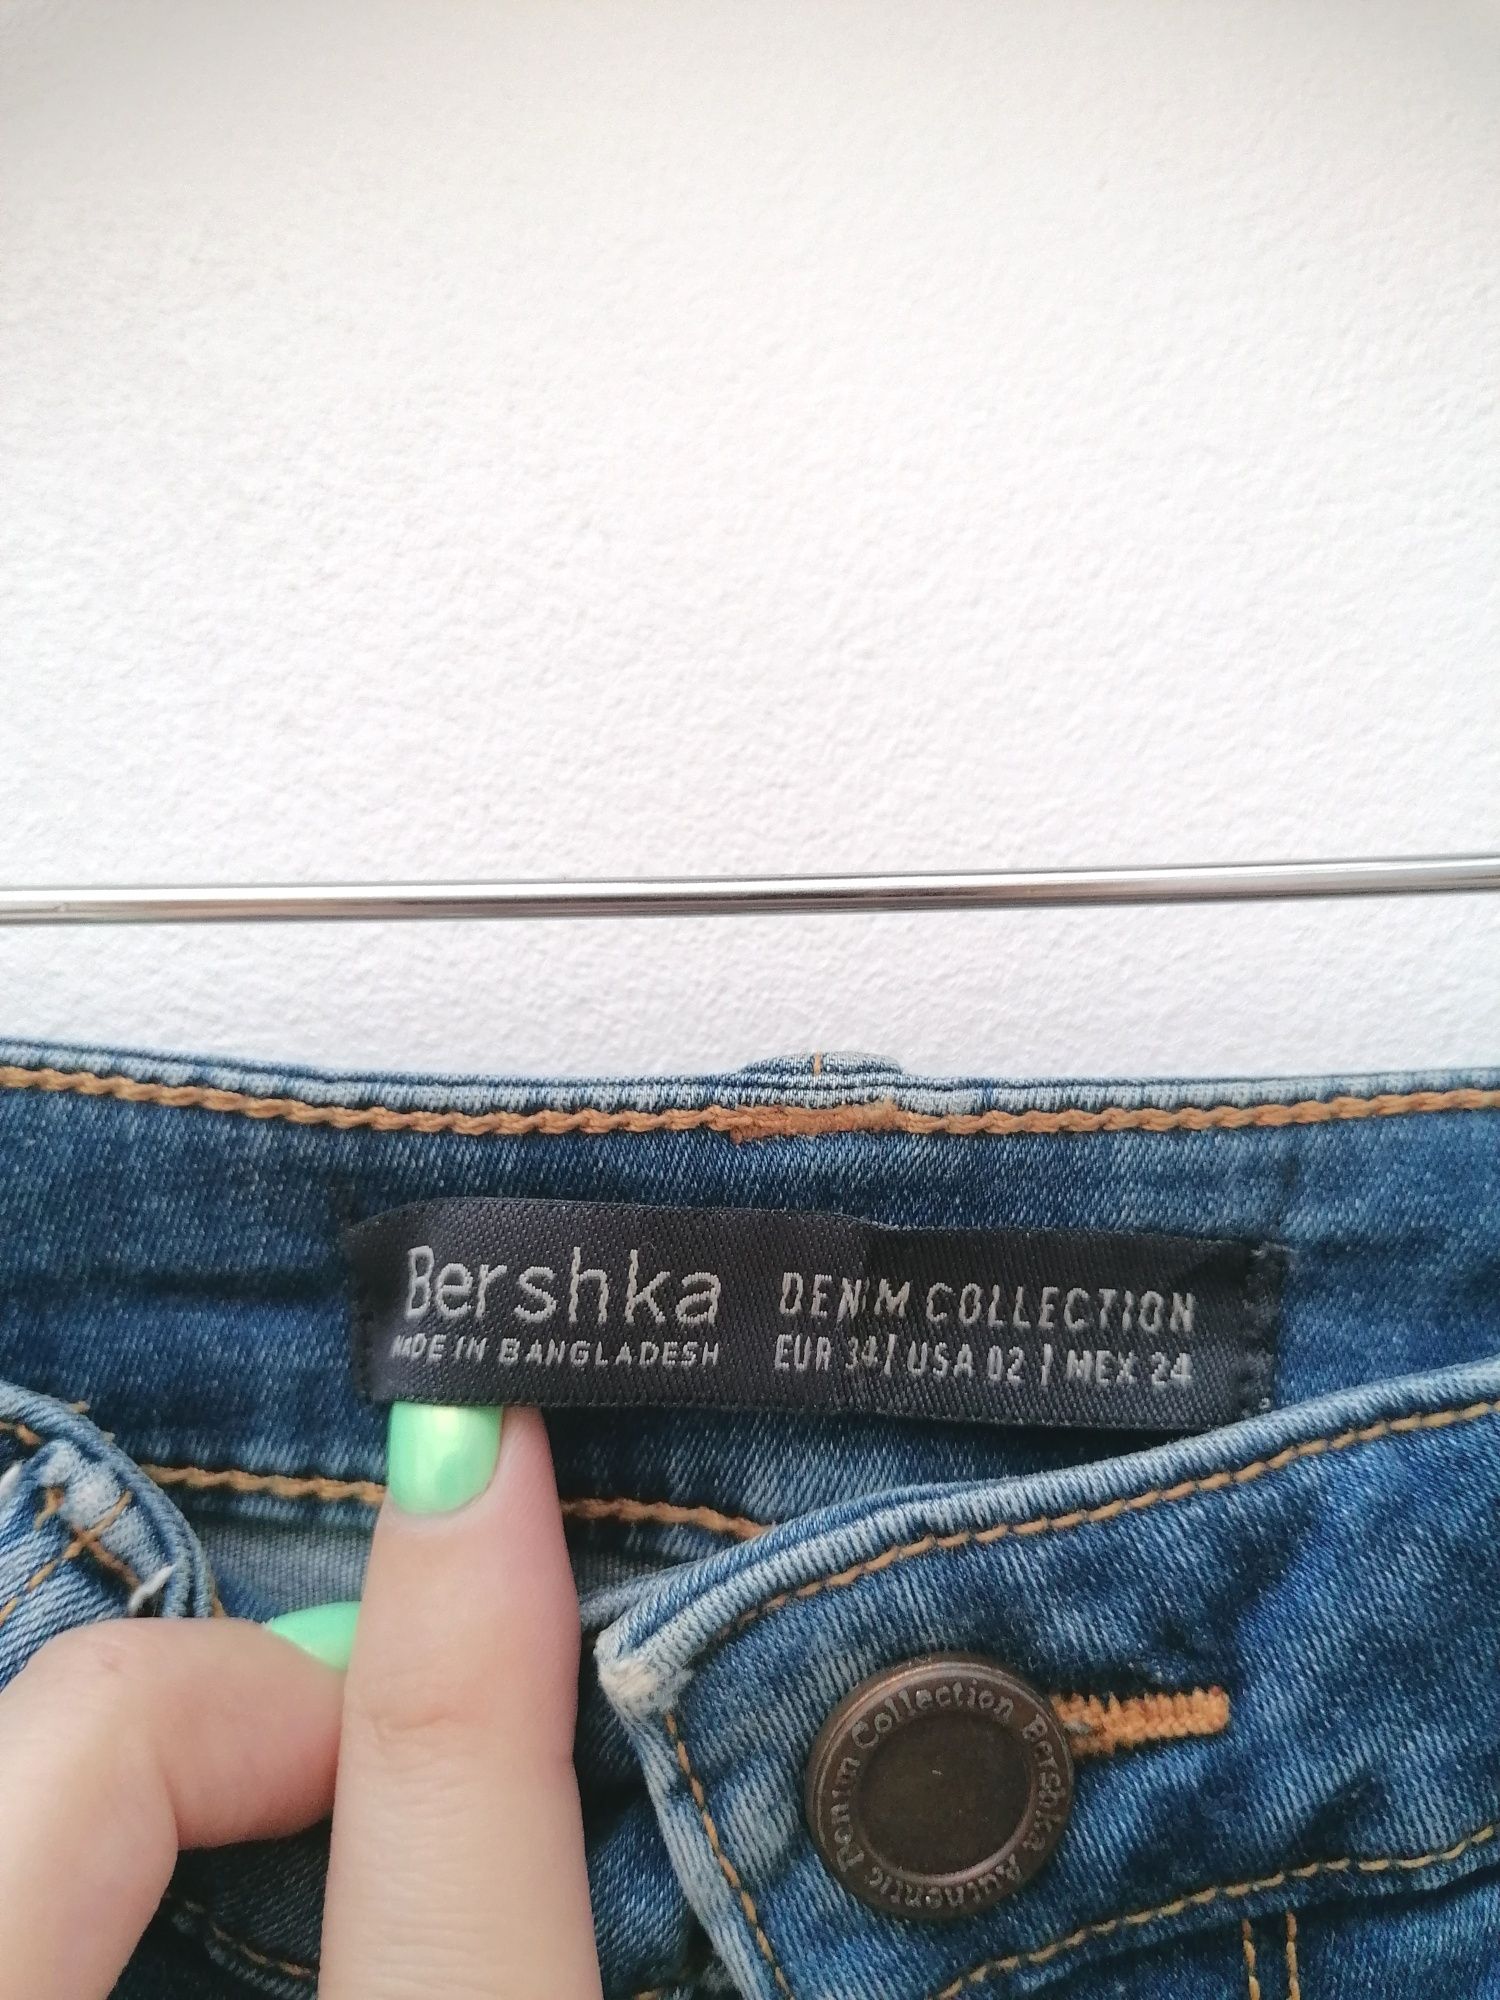 Bershka
MADE IN BANGLADESH
DENIM COLLECTION
EUR 34 | USA 02 | MEX 24
Bershka Authentic Denim Collection